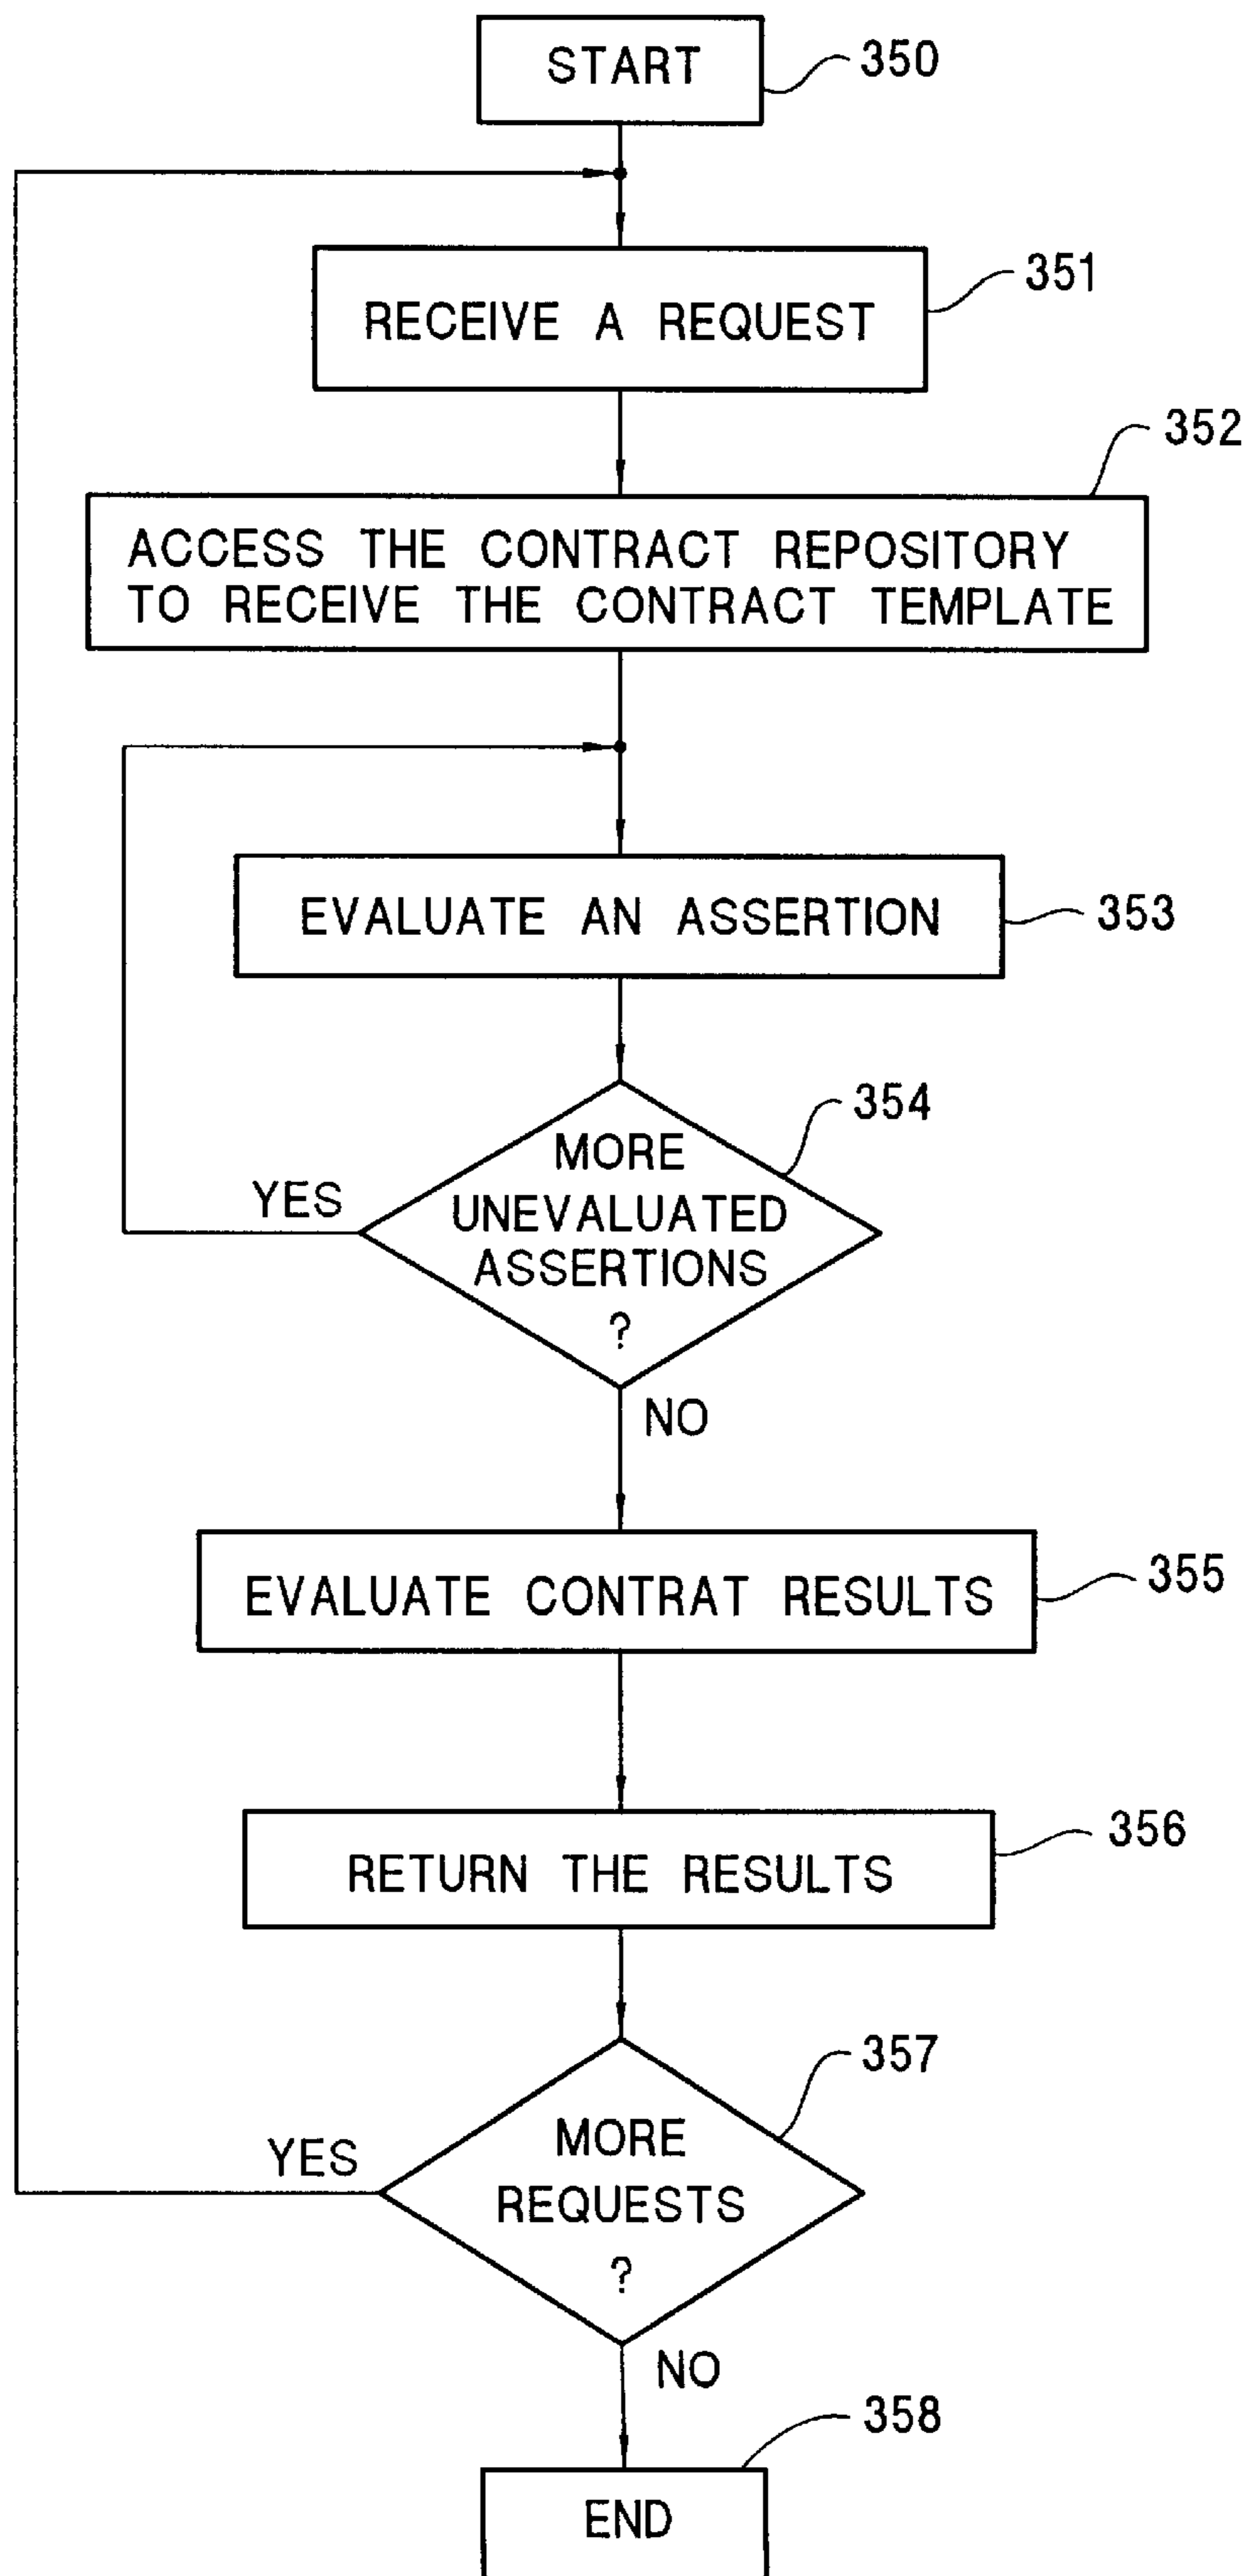 START
350
RECEIVE A REQUEST
351
352
ACCESS THE CONTRACT REPOSITORY
TO RECEIVE THE CONTRACT TEMPLATE
EVALUATE AN ASSERTION
353
354
MORE
UNEVALUATED
ASSERTIONS
?
YES
NO
EVALUATE CONTRAT RESULTS
355
RETURN THE RESULTS
356
357
MORE
REQUESTS
?
YES
NO
358
END